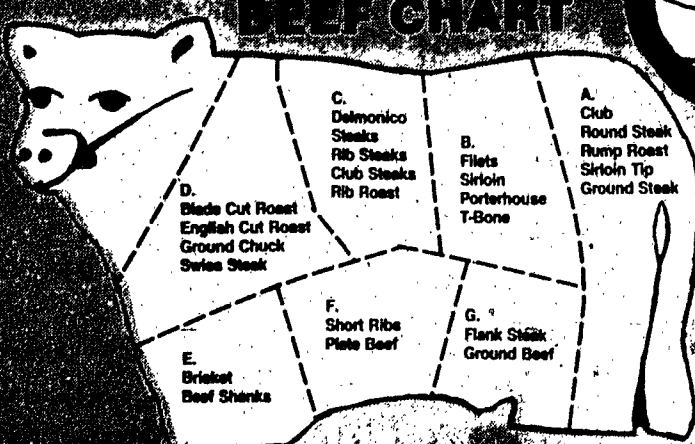 BEEF CHART
A.
Club
Round Steak
Rump Roast
Sirloin Tip
Ground Steak
B.
Filets
Sirloin
Porterhouse
T-Bone
C.
Delmonico
Steaks
Rib Steaks
Club Steaks
Rib Roast
D.
Blade Cut Roast
English Cut Roast
Ground Chuck
Swiss Steak
E.
Brisket
Beef Shanks
F.
Short Ribs
Plate Beef
G.
Flank Steak
Ground Beef